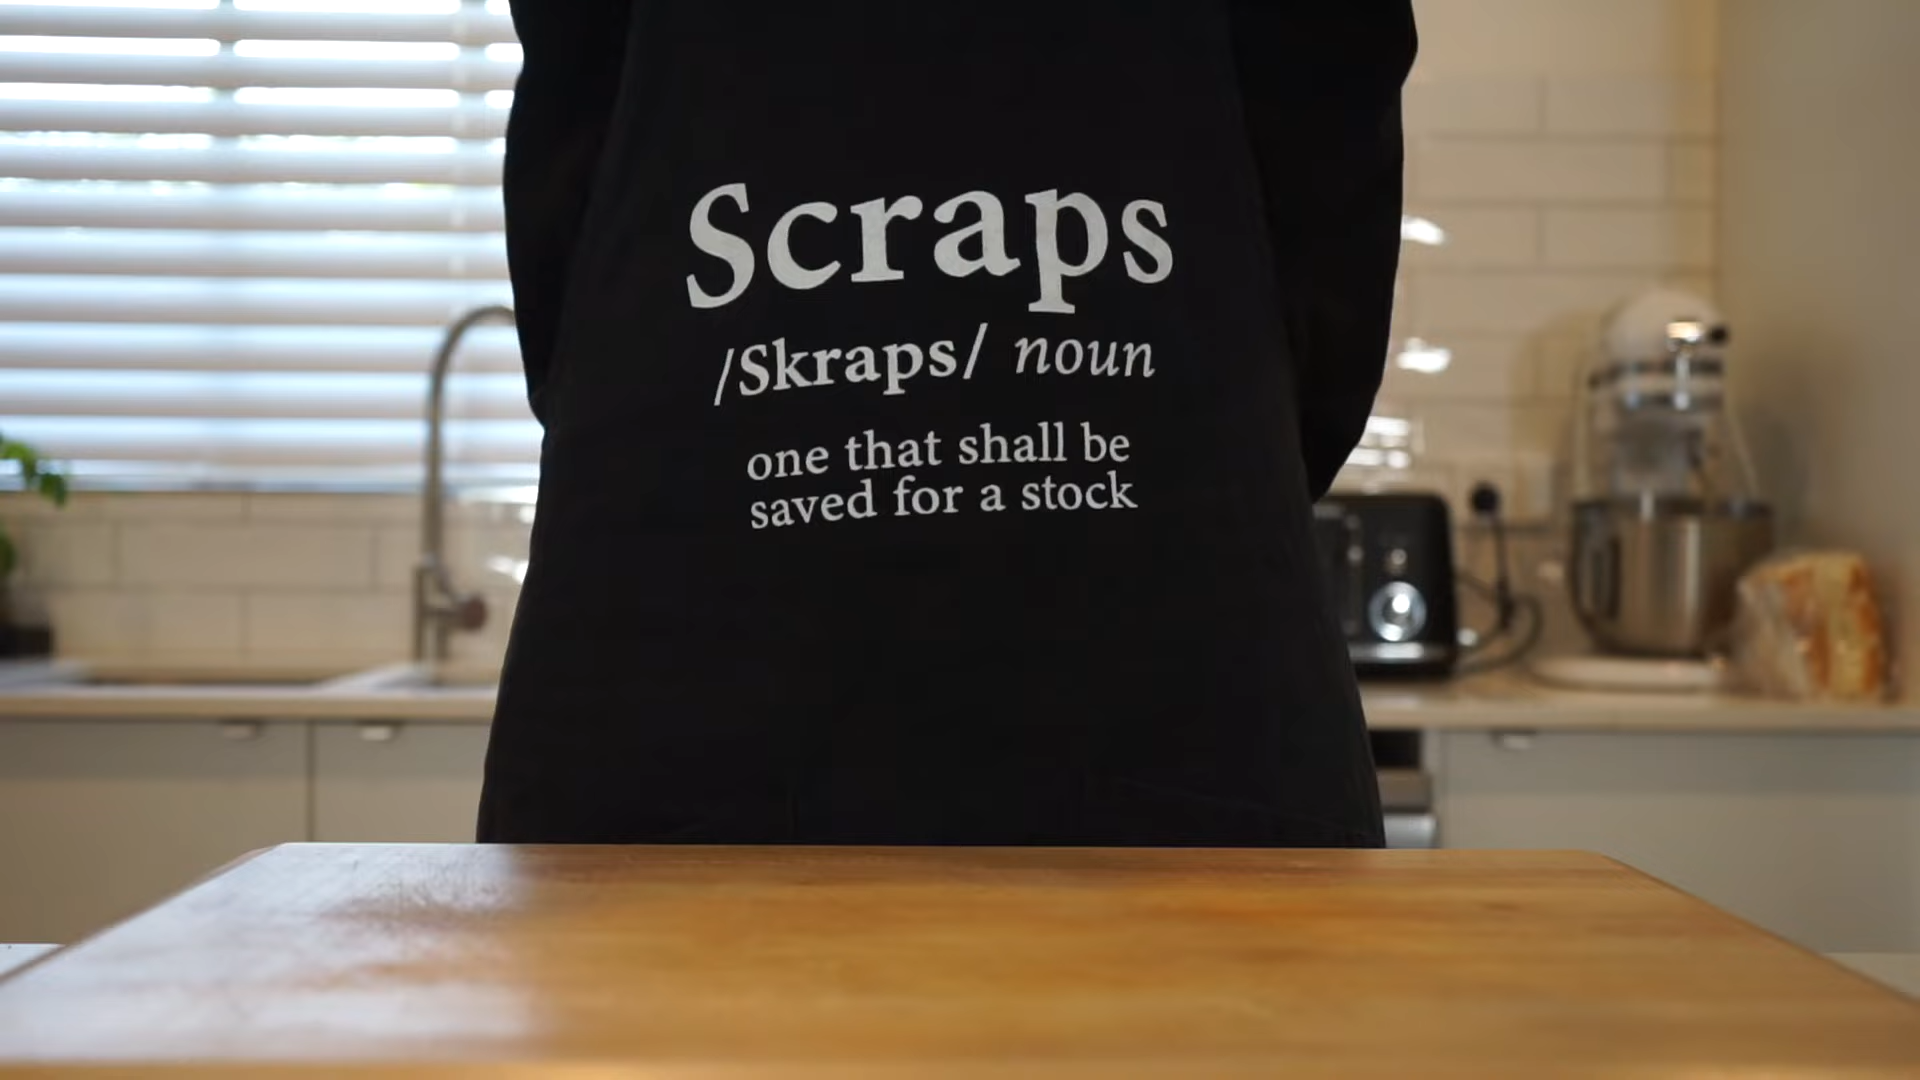 Scraps
/Skraps/ noun
one that shall be
saved for a stock